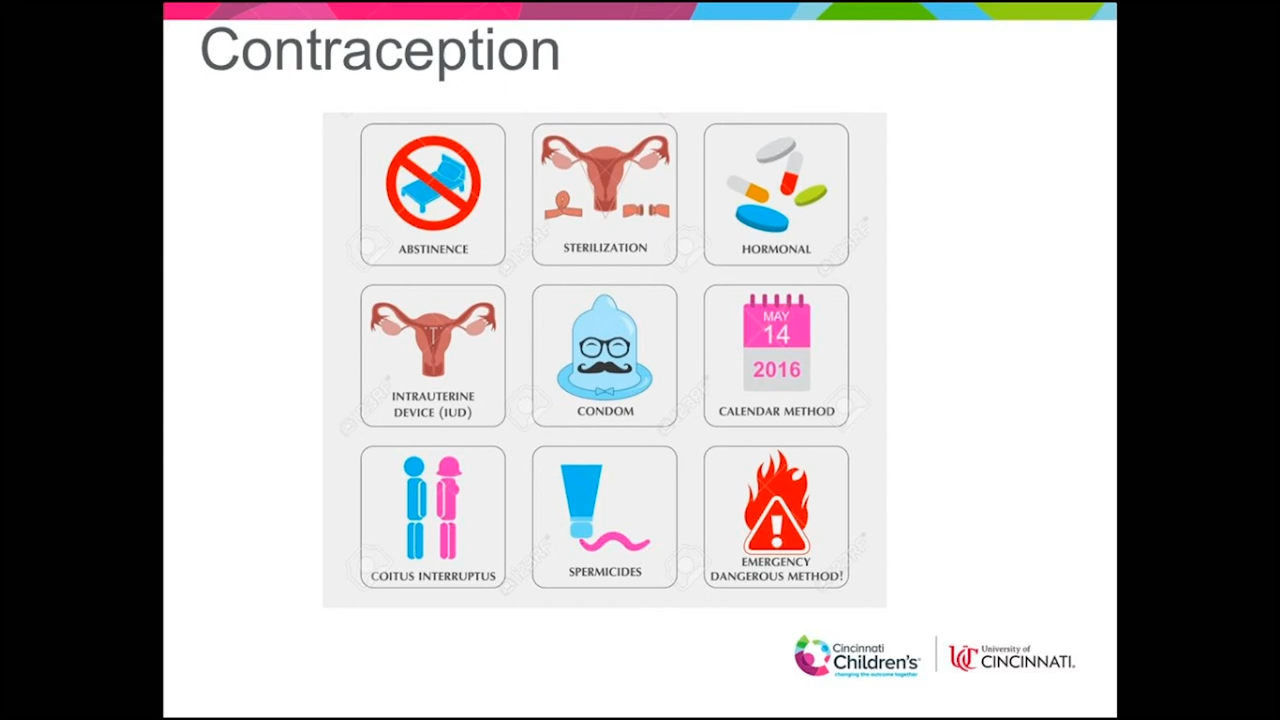 Contraception
ABSTINENCE
STERILIZATION
HORMONAL
INTRAUTERINE
DEVICE (IUD)
CONDOM
MAY
14
2016
CALENDAR METHOD
COITUS INTERRUPTUS
SPERMICIDES
EMERGENCY
DANGEROUS METHOD!
Cincinnati
Children's
changing the outcome together
UC
University of
CINCINNATI.